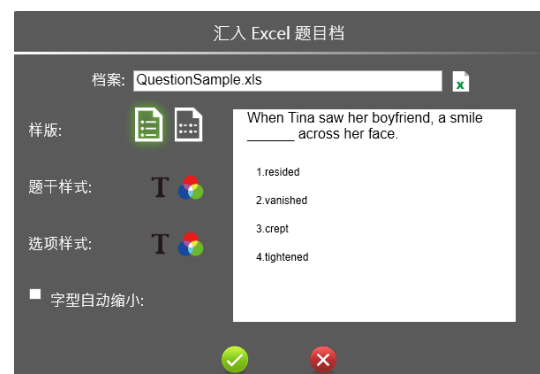 汇入 Excel 题目档
档案: QuestionSample.xls
样版:
When Tina saw her boyfriend, a smile
______ across her face.
1.resided
2.vanished
3.crept
4.tightened
题干样式: T
选项样式: T
字型自动缩小: